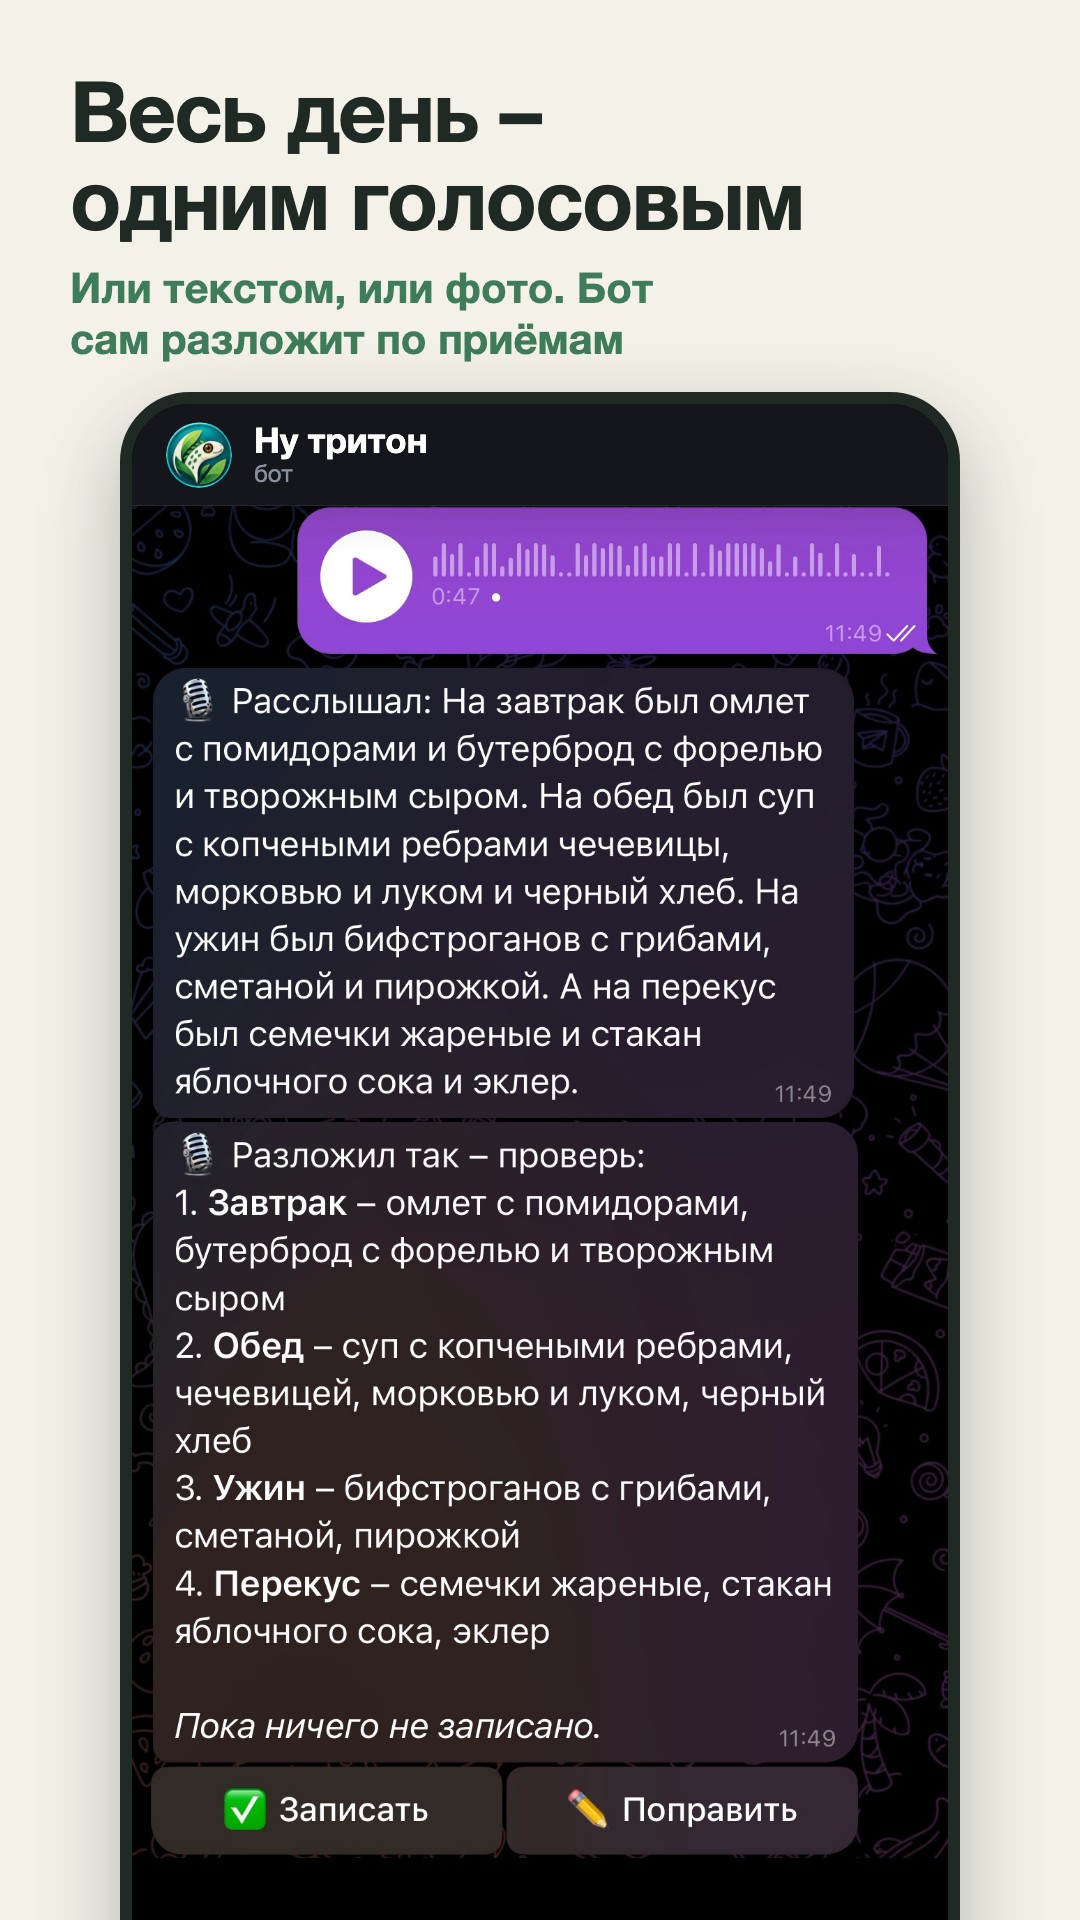 Весь день –
одним голосовым
Или текстом, или фото. Бот
сам разложит по приёмам
Ну тритон
бот
0:47
11:49
Расслышал: На завтрак был омлет
с помидорами и бутерброд с форелью
и творожным сыром. На обед был суп
с копчеными ребрами чечевицы,
морковью и луком и черный хлеб. На
ужин был бифстроганов с грибами,
сметаной и пирожкой. А на перекус
был семечки жареные и стакан
яблочного сока и эклер.
11:49
Разложил так – проверь:
1. Завтрак – омлет с помидорами,
бутерброд с форелью и творожным
сыром
2. Обед – суп с копчеными ребрами,
чечевицей, морковью и луком, черный
хлеб
3. Ужин – бифстроганов с грибами,
сметаной, пирожкой
4. Перекус – семечки жареные, стакан
яблочного сока, эклер
Пока ничего не записано.
11:49
Записать
Поправить